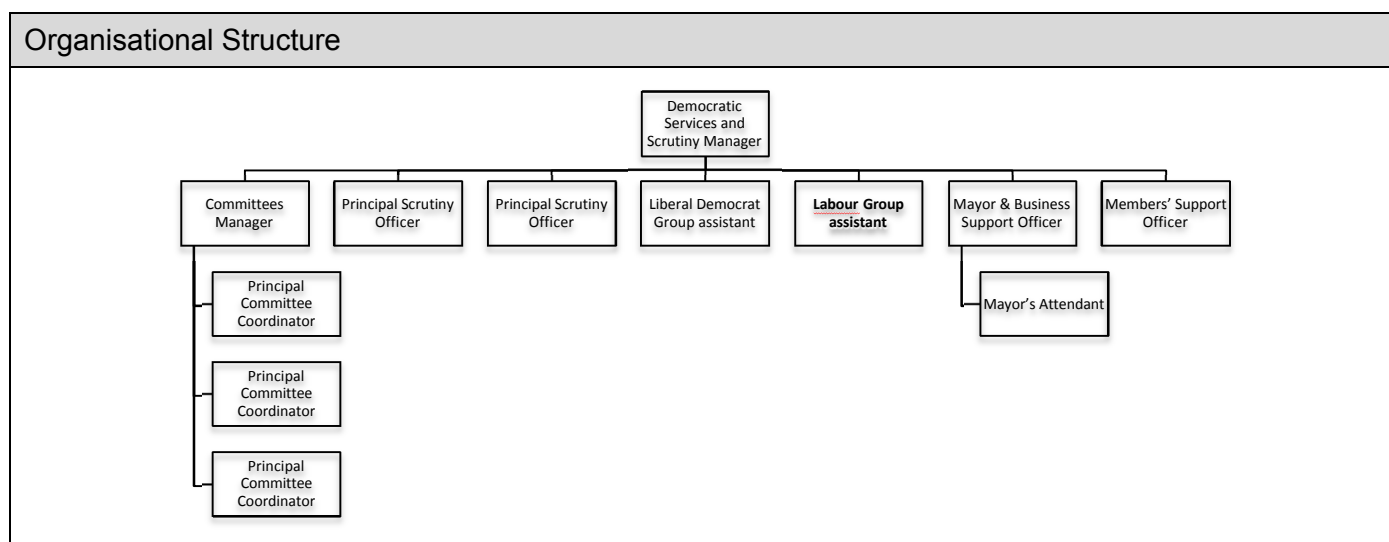 Organisational Structure
Democratic
Services and
Scrutiny Manager
Committees
Manager
Principal Scrutiny
Officer
Principal Scrutiny
Officer
Liberal Democrat
Group assistant
Labour Group
assistant
Mayor & Business
Support Officer
Members’ Support
Officer
Principal
Committee
Coordinator
Mayor’s Attendant
Principal
Committee
Coordinator
Principal
Committee
Coordinator